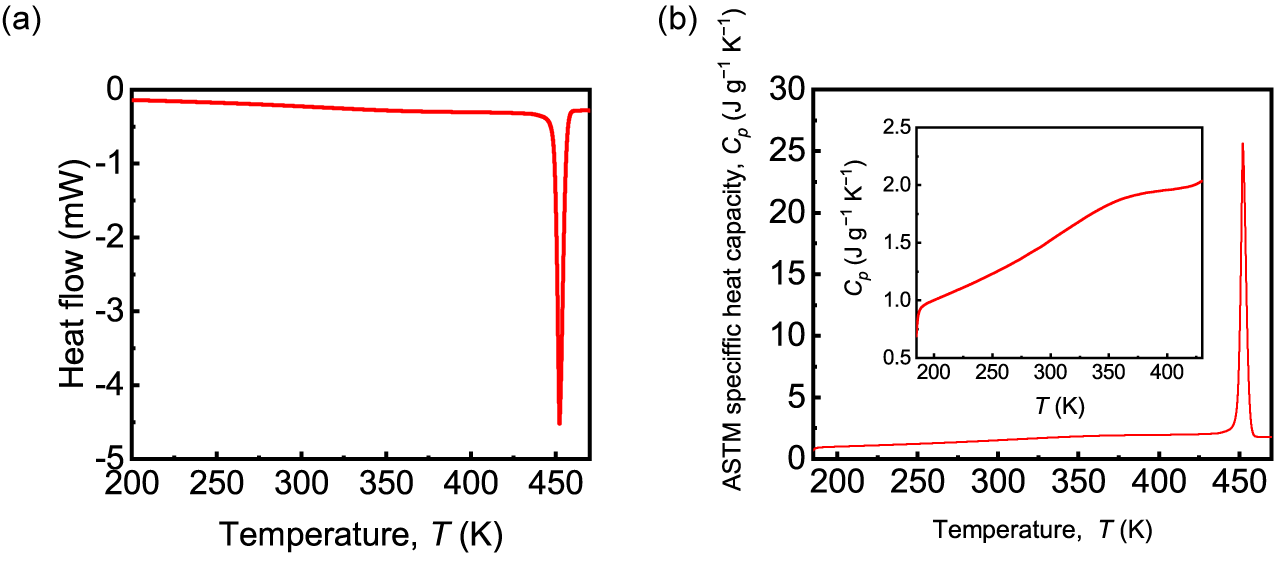 (a)
Heat flow (mW)
0
-1
-2
-3
-4
-5
200 250 300 350 400 450
Temperature, T (K)
(b)
ASTM speciffic heat capacity, Cp (J g⁻¹ K⁻¹)
30
25
20
15
10
5
0
200 250 300 350 400 450
Temperature, T (K)
Cp (J g⁻¹ K⁻¹)
2.5
2.0
1.5
1.0
0.5
200 250 300 350 400
T (K)